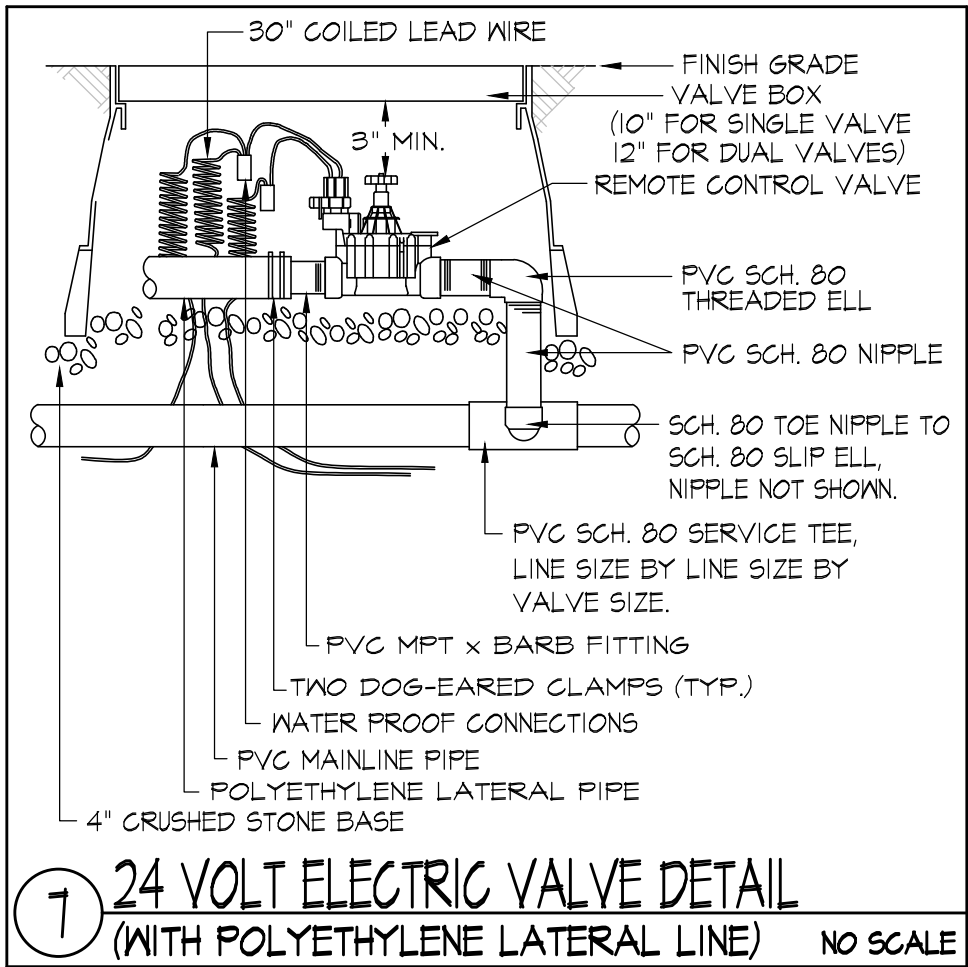 30" COILED LEAD WIRE
FINISH GRADE
VALVE BOX
(10" FOR SINGLE VALVE
12" FOR DUAL VALVES)
3" MIN.
REMOTE CONTROL VALVE
PVC SCH. 80
THREADED ELL
PVC SCH. 80 NIPPLE
SCH. 80 TOE NIPPLE TO
SCH. 80 SLIP ELL,
NIPPLE NOT SHOWN.
PVC SCH. 80 SERVICE TEE,
LINE SIZE BY LINE SIZE BY
VALVE SIZE.
PVC MPT x BARB FITTING
TWO DOG-EARED CLAMPS (TYP.)
WATER PROOF CONNECTIONS
PVC MAINLINE PIPE
POLYETHYLENE LATERAL PIPE
4" CRUSHED STONE BASE
7
24 VOLT ELECTRIC VALVE DETAIL
(WITH POLYETHYLENE LATERAL LINE)
NO SCALE